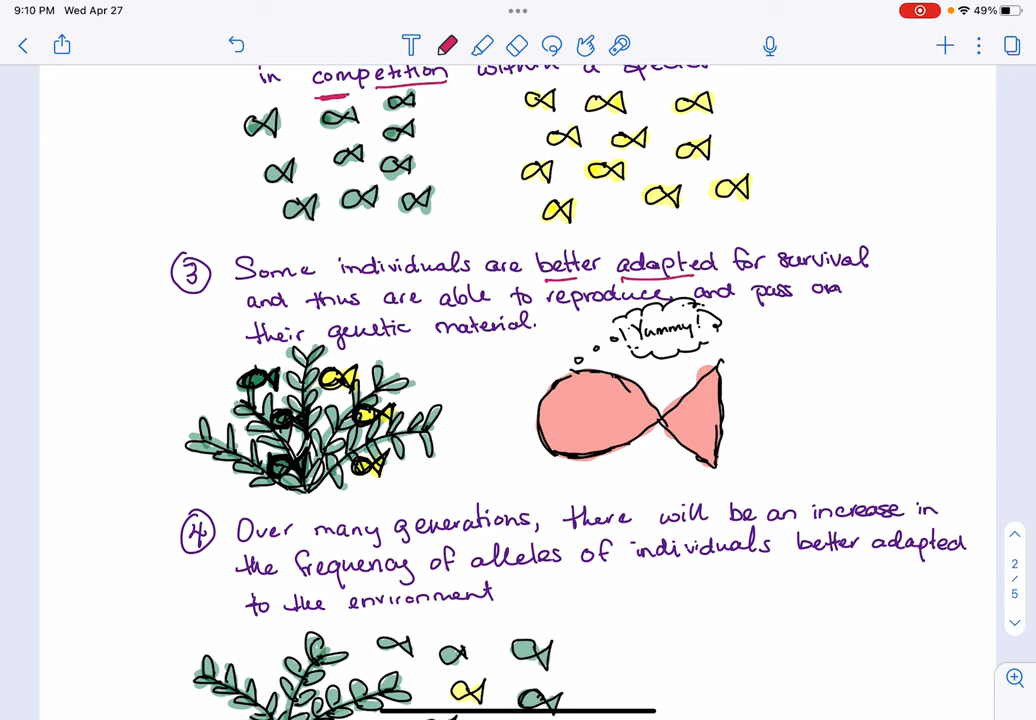 9:10 PM Wed Apr 27
49%
T
in competition within a species
③ Some individuals are better adapted for survival
and thus are able to reproduce and pass on
their genetic material.
Yummy!
④ Over many generations, there will be an increase in
the frequency of alleles of individuals better adapted
to the environment
2
/
5